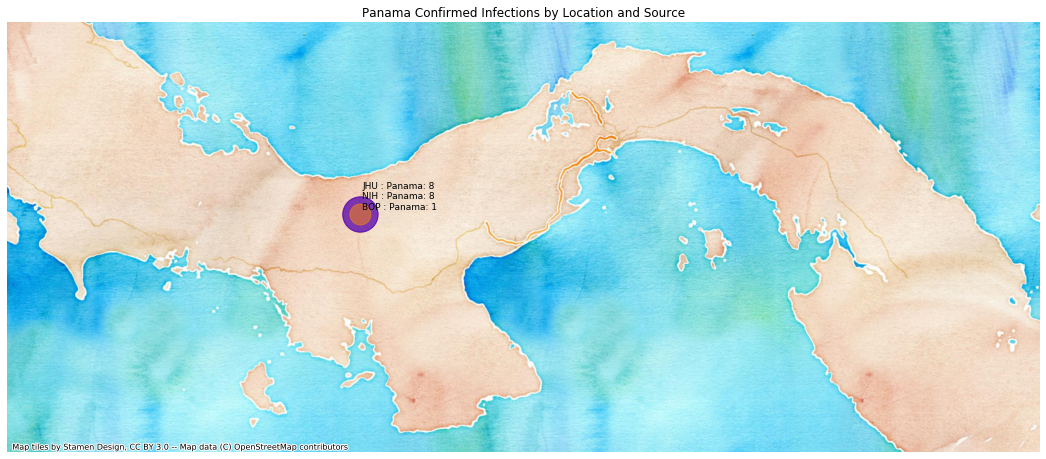 Panama Confirmed Infections by Location and Source
JHU : Panama: 8
NIH : Panama: 8
BOP : Panama: 1
Map tiles by Stamen Design, CC BY 3.0 -- Map data (C) OpenStreetMap contributors